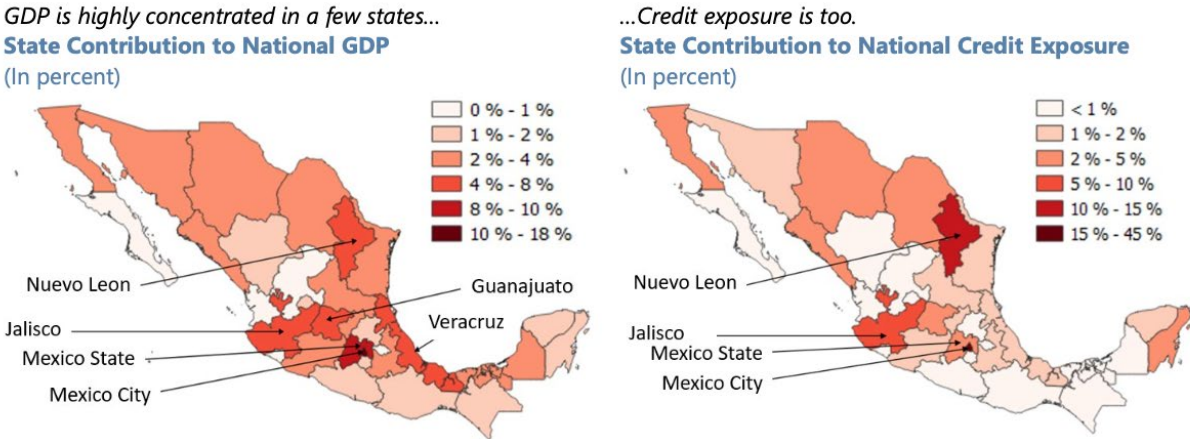 GDP is highly concentrated in a few states...
State Contribution to National GDP
(In percent)
0 % - 1 %
1 % - 2 %
2 % - 4 %
4 % - 8 %
8 % - 10 %
10 % - 18 %
Nuevo Leon
Guanajuato
Jalisco
Veracruz
Mexico State
Mexico City
...Credit exposure is too.
State Contribution to National Credit Exposure
(In percent)
< 1 %
1 % - 2 %
2 % - 5 %
5 % - 10 %
10 % - 15 %
15 % - 45 %
Nuevo Leon
Jalisco
Mexico State
Mexico City